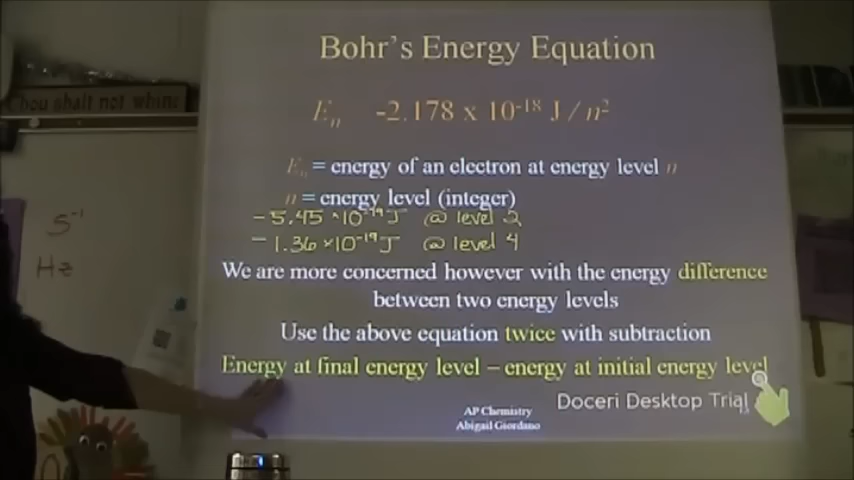 Bohr's Energy Equation
Thou shalt not whine
En -2.178 x 10-18 J / n2
En = energy of an electron at energy level n
n = energy level (integer)
S-1
-5.45 x10-19 J @ level 2
-1.36 x10-19 J @ level 4
Hz
We are more concerned however with the energy difference
between two energy levels
Use the above equation twice with subtraction
Energy at final energy level – energy at initial energy level
Doceri Desktop Trial
AP Chemistry
Abigail Giordano